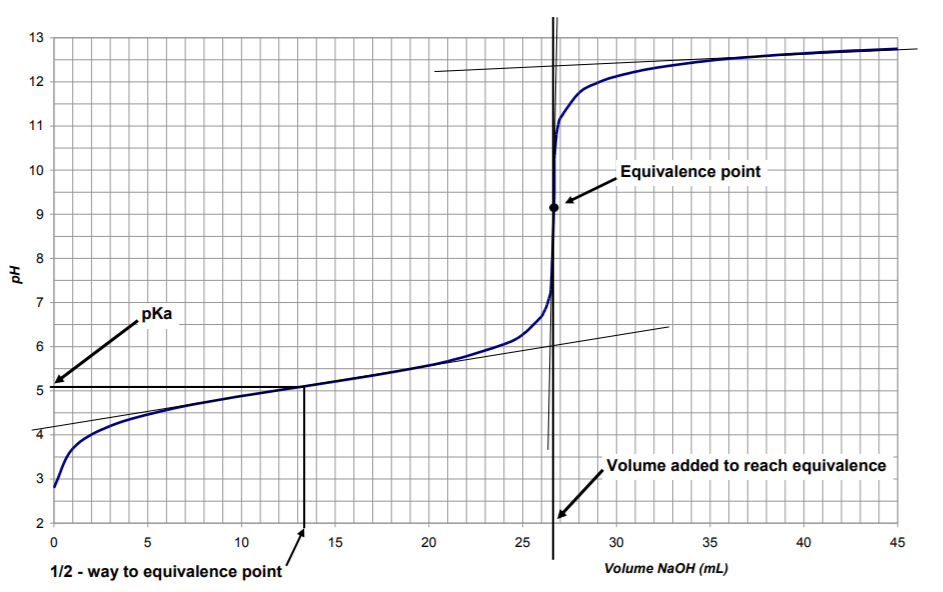 13
12
11
Equivalence point
10
9
8
pH
7
pKa
6
5
4
Volume added to reach equivalence
3
2
0 5 10 15 20 25 30 35 40 45
1/2 - way to equivalence point
Volume NaOH (mL)